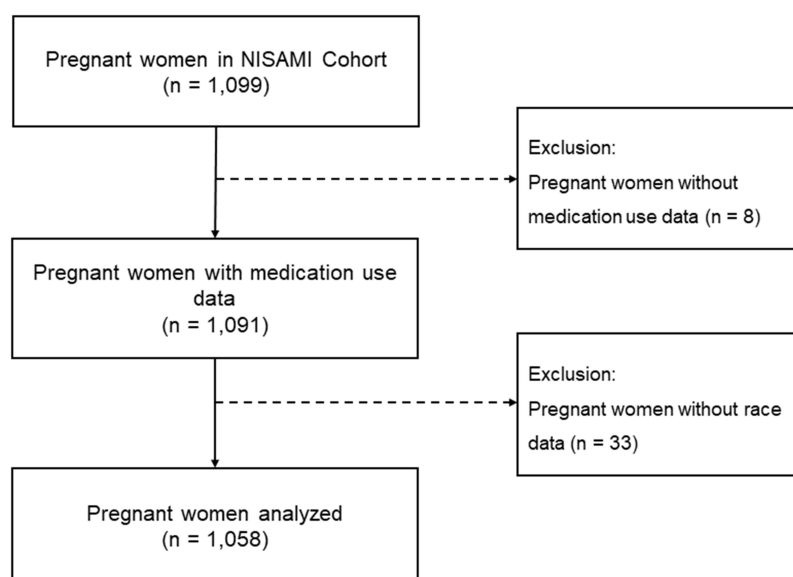 Pregnant women in NISAMI Cohort
(n = 1,099)
Exclusion:
Pregnant women without
medication use data (n = 8)
Pregnant women with medication use
data
(n = 1,091)
Exclusion:
Pregnant women without race
data (n = 33)
Pregnant women analyzed
(n = 1,058)